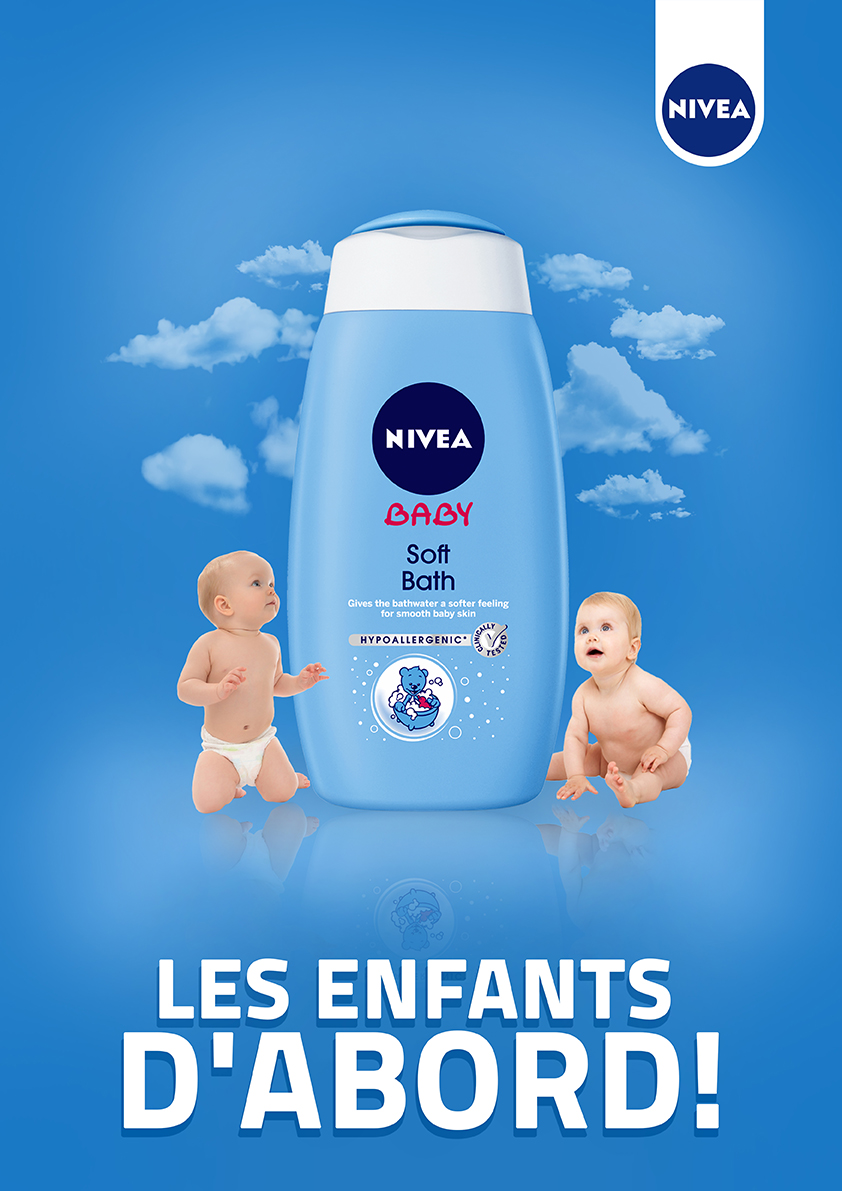 NIVEA
NIVEA
BABY
Soft
Bath
Gives the bathwater a softer feeling
for smooth baby skin
HYPOALLERGENIC*
CLINICALLY
TESTED
LES ENFANTS
D'ABORD!